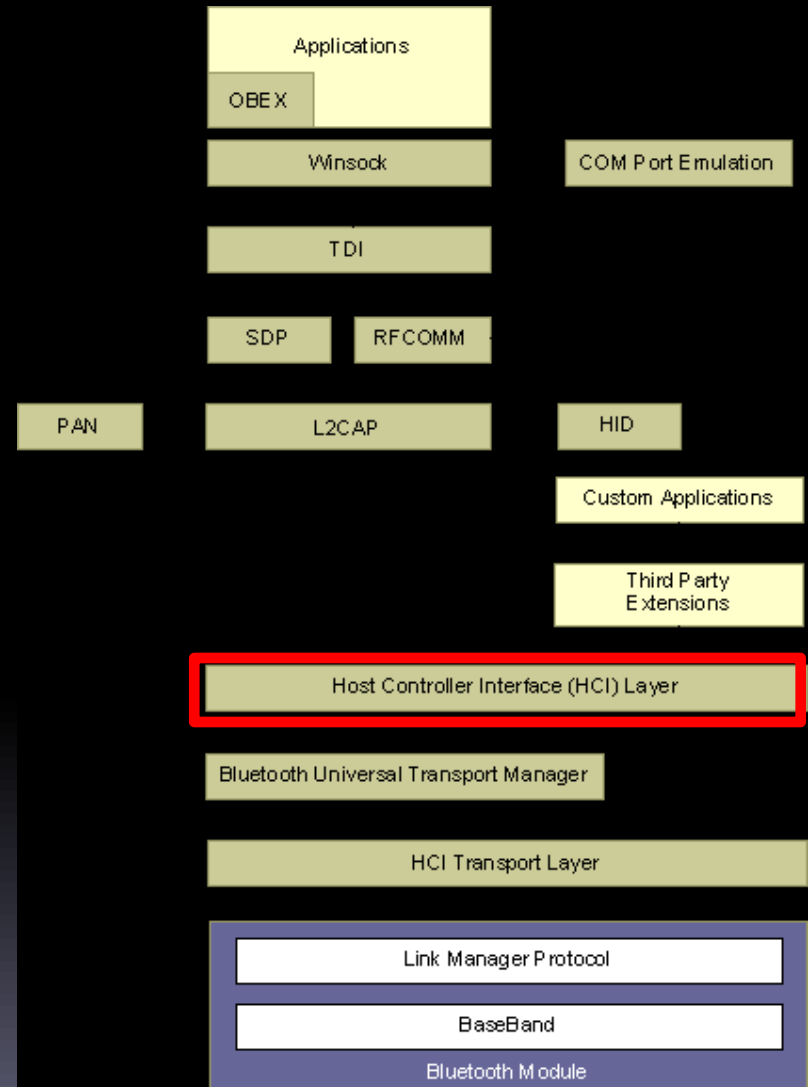 Applications
OBEX
Winsock
COM Port Emulation
TDI
SDP
RFCOMM
PAN
L2CAP
HID
Custom Applications
Third Party
Extensions
Host Controller Interface (HCI) Layer
Bluetooth Universal Transport Manager
HCI Transport Layer
Link Manager Protocol
BaseBand
Bluetooth Module